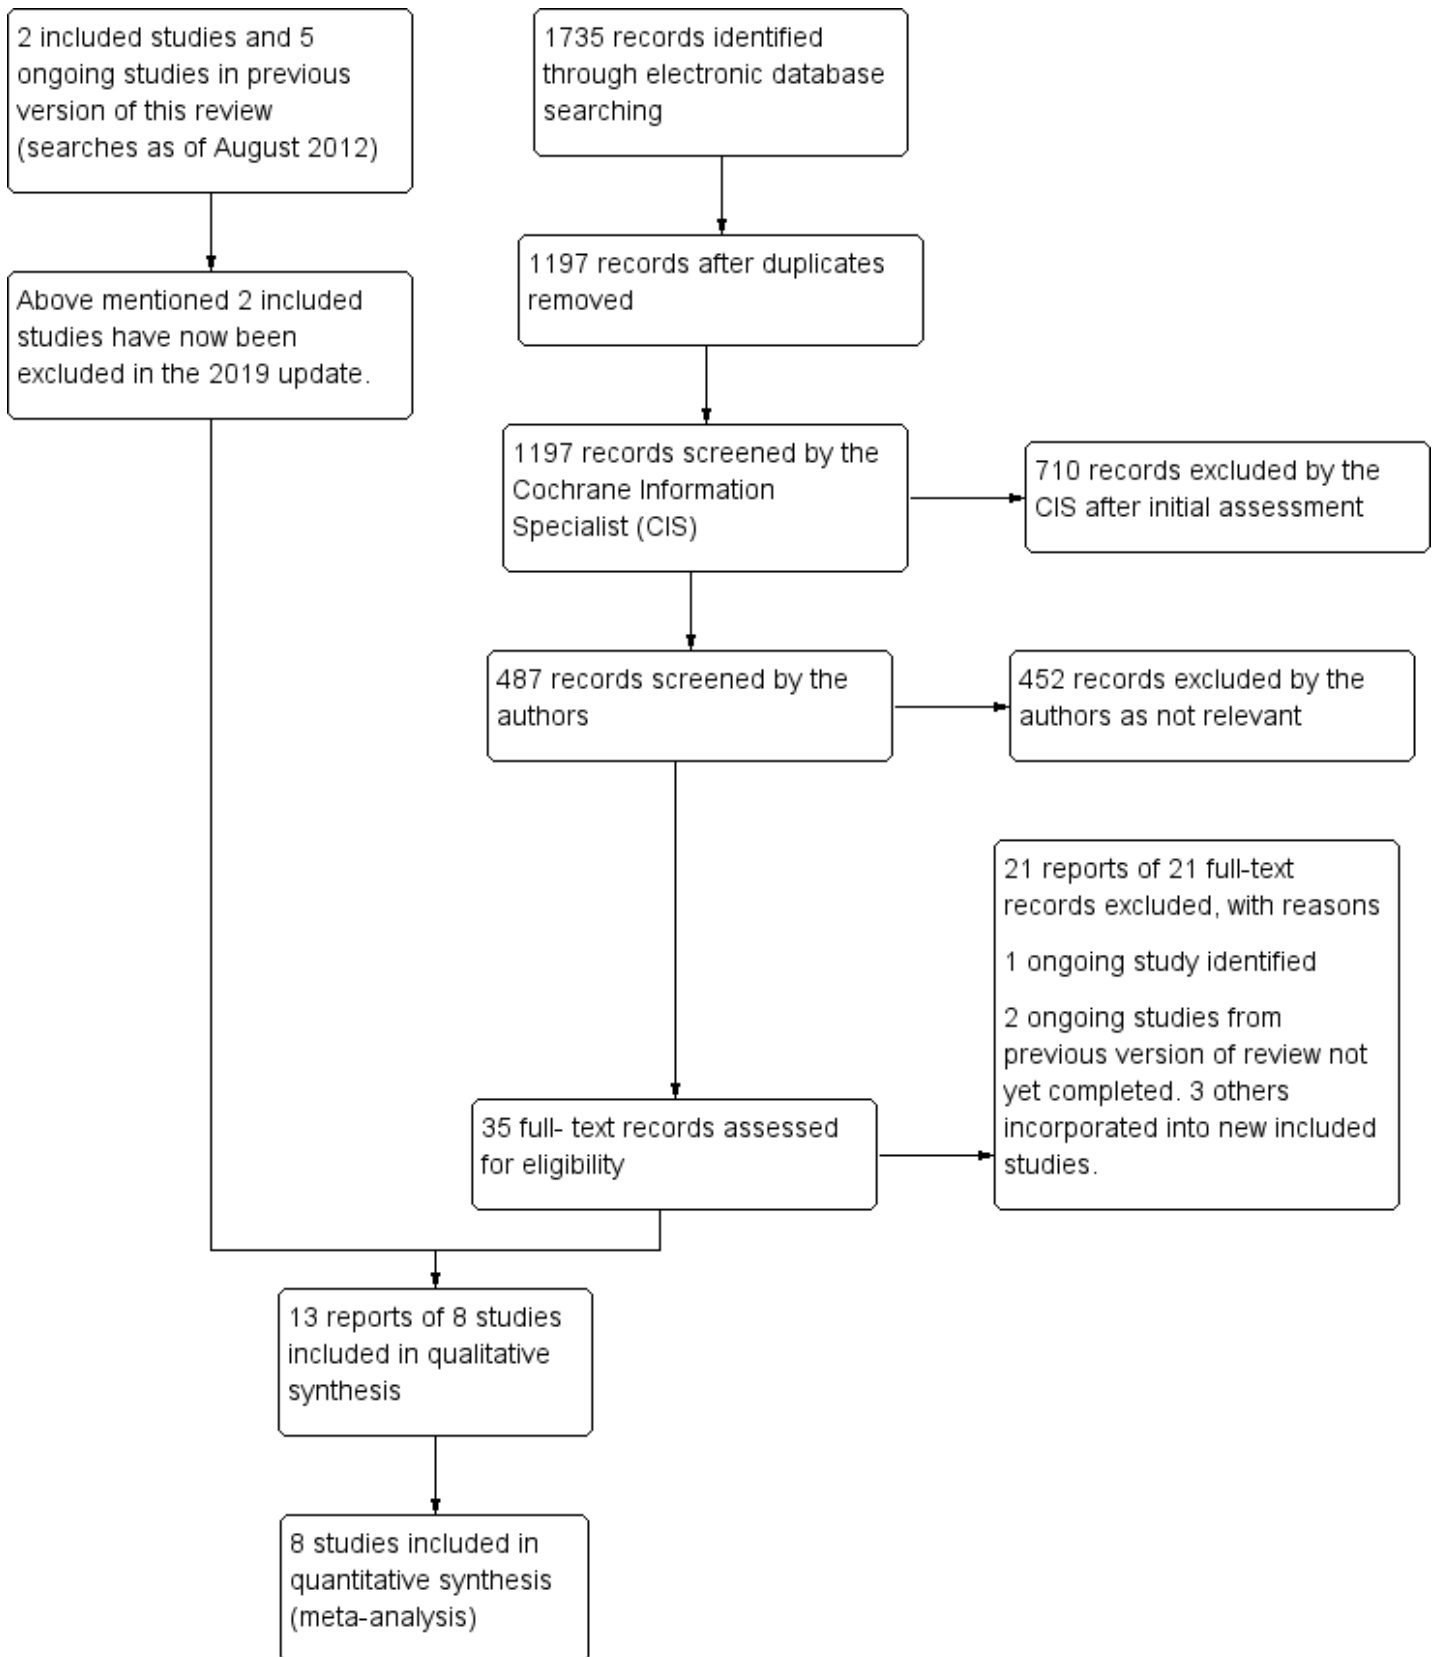 2 included studies and 5
ongoing studies in previous
version of this review
(searches as of August 2012)
1735 records identified
through electronic database
searching
Above mentioned 2 included
studies have now been
excluded in the 2019 update.
1197 records after duplicates
removed
1197 records screened by the
Cochrane Information
Specialist (CIS)
710 records excluded by the
CIS after initial assessment
487 records screened by the
authors
452 records excluded by the
authors as not relevant
35 full- text records assessed
for eligibility
21 reports of 21 full-text
records excluded, with reasons
1 ongoing study identified
2 ongoing studies from
previous version of review not
yet completed. 3 others
incorporated into new included
studies.
13 reports of 8 studies
included in qualitative
synthesis
8 studies included in
quantitative synthesis
(meta-analysis)